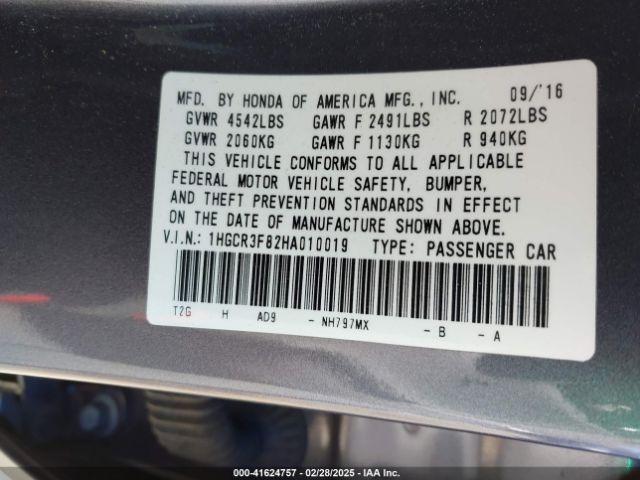 MFD. BY HONDA OF AMERICA MFG., INC. 09/'16
GVWR 4542LBS GAWR F 2491LBS R 2072LBS
GVWR 2060KG GAWR F 1130KG R 940KG
THIS VEHICLE CONFORMS TO ALL APPLICABLE
FEDERAL MOTOR VEHICLE SAFETY, BUMPER,
AND THEFT PREVENTION STANDARDS IN EFFECT
ON THE DATE OF MANUFACTURE SHOWN ABOVE.
V.I.N.: 1HGCR3F82HA010019 TYPE: PASSENGER CAR
T2G H AD9 - NH797MX - B - A
000-41624757 - 02/28/2025 - IAA Inc.